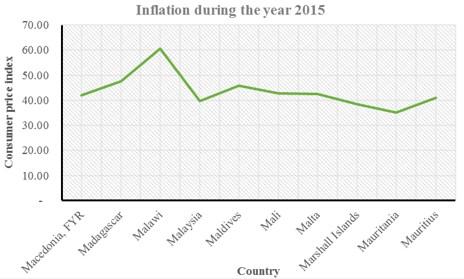 Inflation during the year 2015
Consumer price index
70.00
60.00
50.00
40.00
30.00
20.00
10.00
-
Macedonia, FYR
Madagascar
Malawi
Malaysia
Maldives
Mali
Malta
Marshall Islands
Mauritania
Mauritius
Country